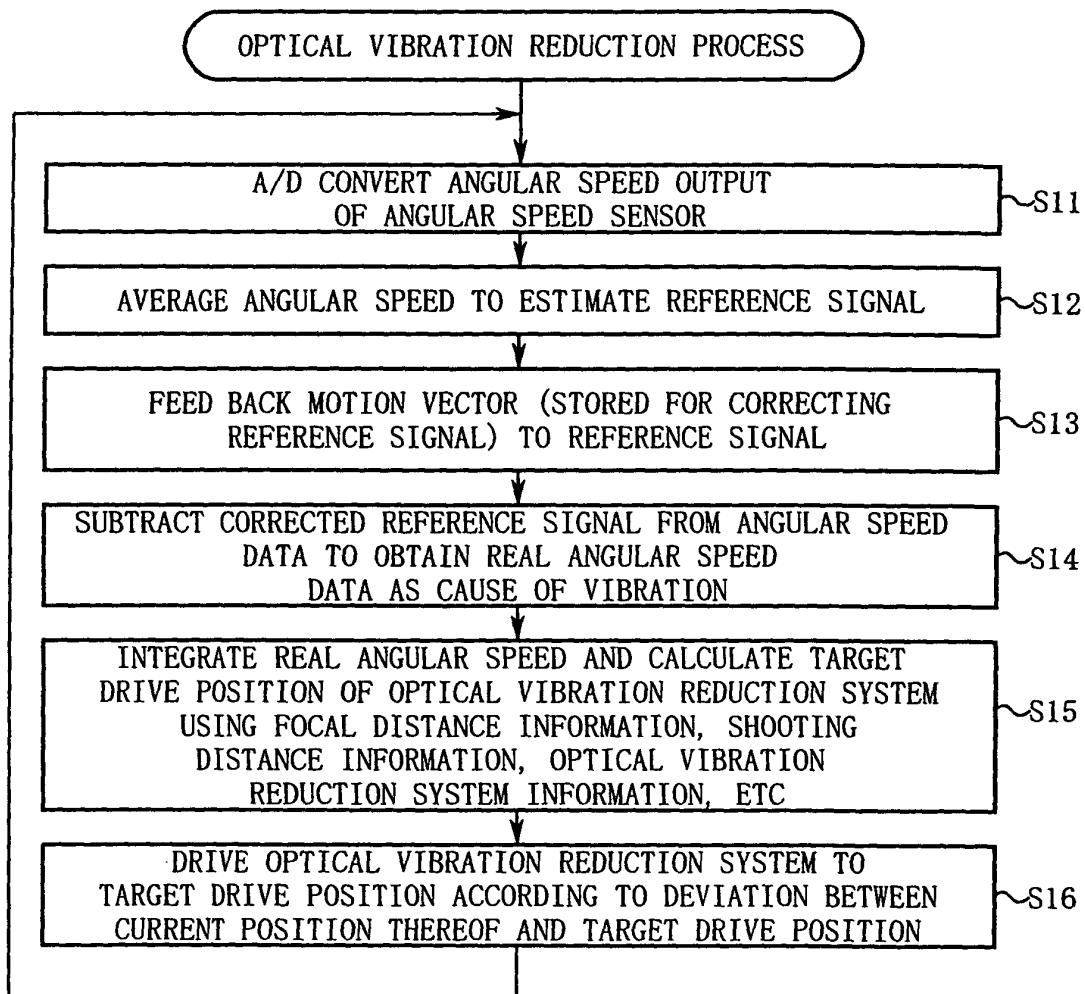 OPTICAL VIBRATION REDUCTION PROCESS
A/D CONVERT ANGULAR SPEED OUTPUT
OF ANGULAR SPEED SENSOR
S11
AVERAGE ANGULAR SPEED TO ESTIMATE REFERENCE SIGNAL
S12
FEED BACK MOTION VECTOR (STORED FOR CORRECTING
REFERENCE SIGNAL) TO REFERENCE SIGNAL
S13
SUBTRACT CORRECTED REFERENCE SIGNAL FROM ANGULAR SPEED
DATA TO OBTAIN REAL ANGULAR SPEED
DATA AS CAUSE OF VIBRATION
S14
INTEGRATE REAL ANGULAR SPEED AND CALCULATE TARGET
DRIVE POSITION OF OPTICAL VIBRATION REDUCTION SYSTEM
USING FOCAL DISTANCE INFORMATION, SHOOTING
DISTANCE INFORMATION, OPTICAL VIBRATION
REDUCTION SYSTEM INFORMATION, ETC
S15
DRIVE OPTICAL VIBRATION REDUCTION SYSTEM TO
TARGET DRIVE POSITION ACCORDING TO DEVIATION BETWEEN
CURRENT POSITION THEREOF AND TARGET DRIVE POSITION
S16